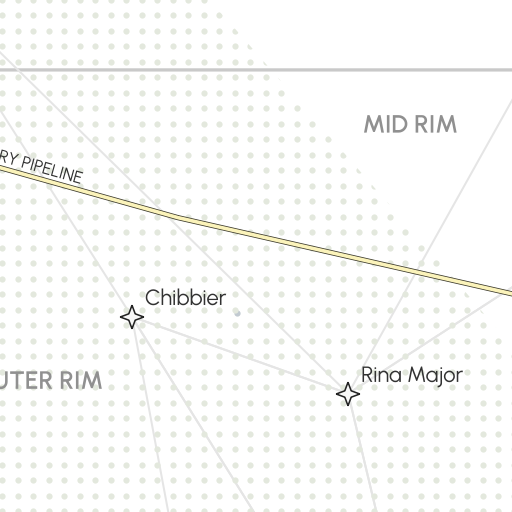 MID RIM
RY PIPELINE
Chibbier
Rina Major
UTER RIM